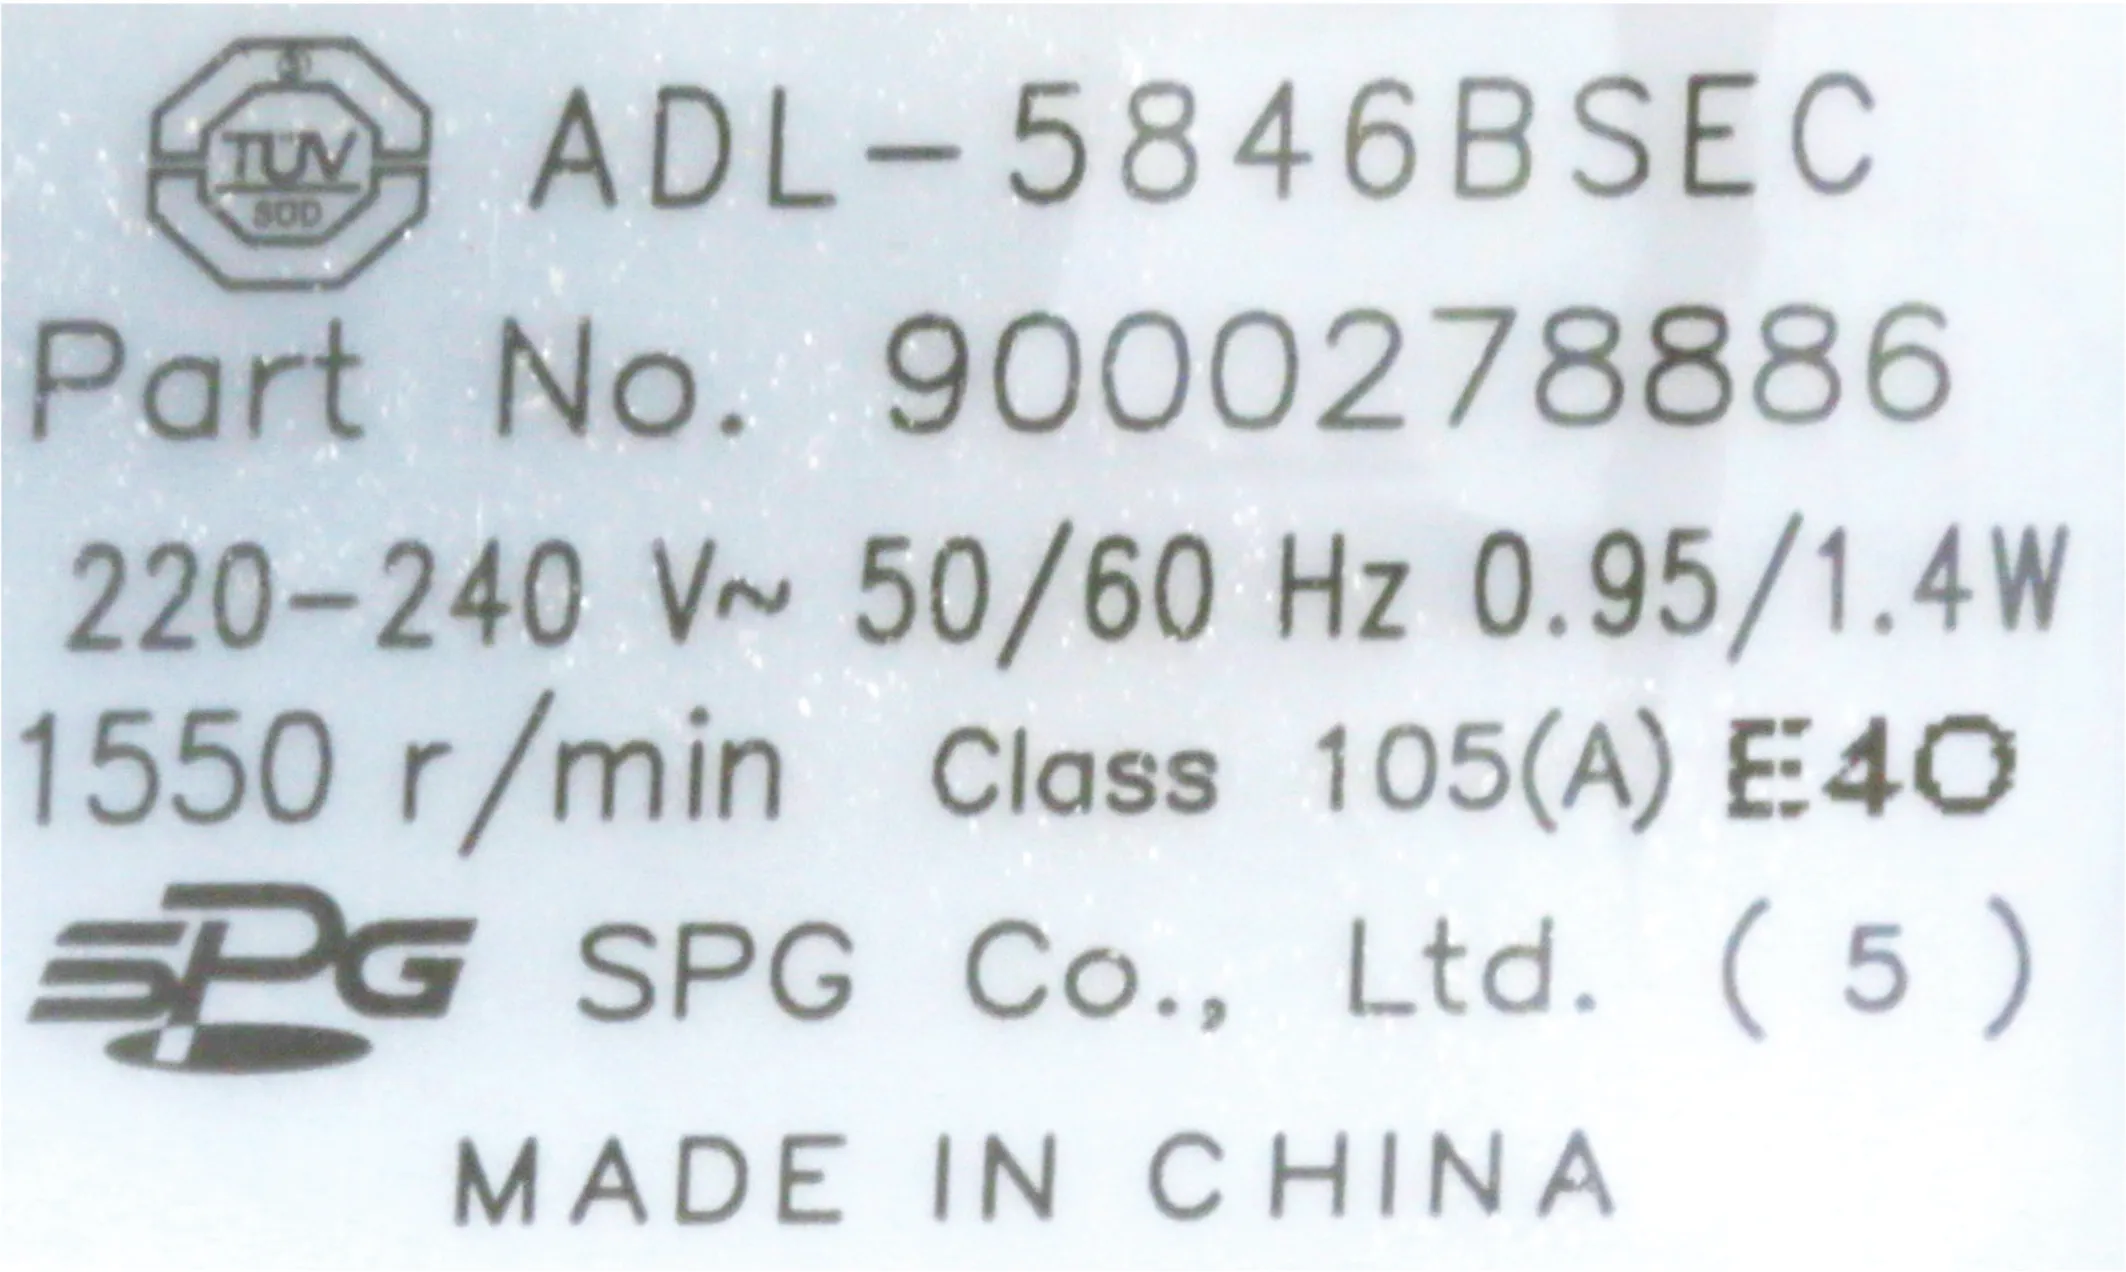 TÜV SÜD ADL-5846BSEC
Part No. 9000278886
220-240 V~ 50/60 Hz 0.95/1.4W
1550 r/min Class 105(A) E40
SPG SPG Co., Ltd. ( 5 )
MADE IN CHINA